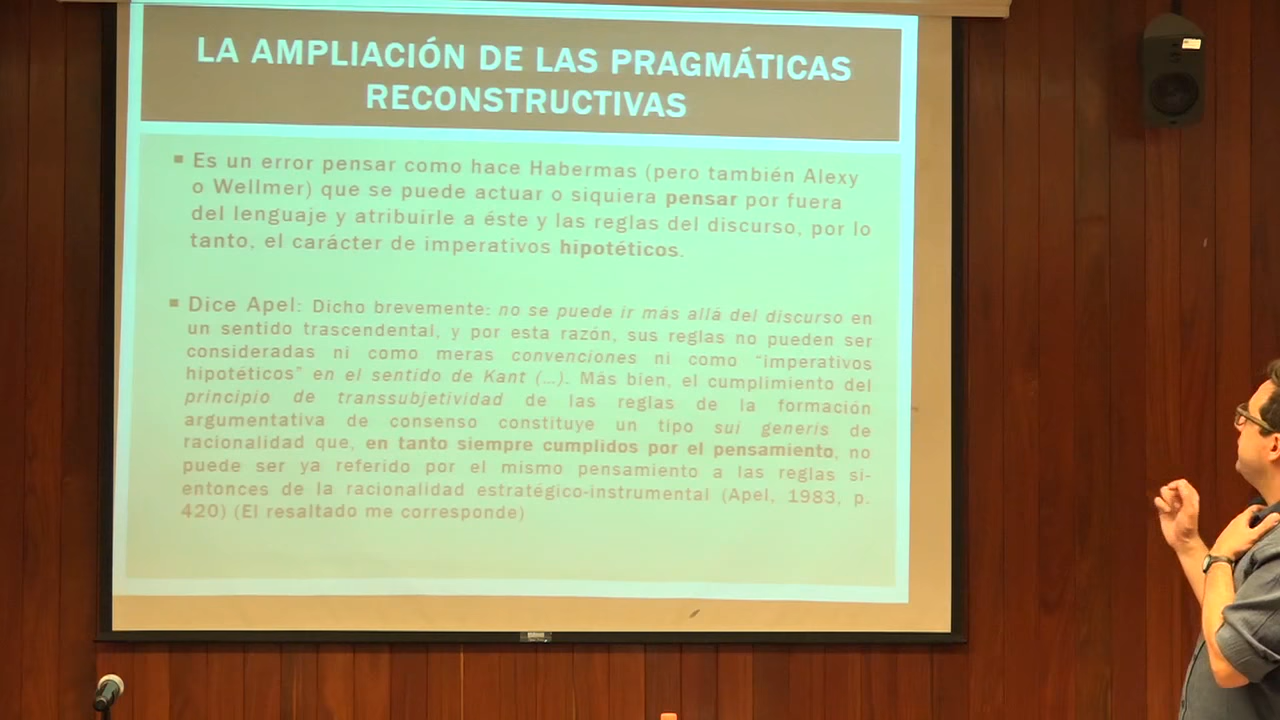 LA AMPLIACIÓN DE LAS PRAGMÁTICAS
RECONSTRUCTIVAS
▪ Es un error pensar como hace Habermas (pero también Alexy
o Wellmer) que se puede actuar o siquiera pensar por fuera
del lenguaje y atribuirle a éste y las reglas del discurso, por lo
tanto, el carácter de imperativos hipotéticos.
▪ Dice Apel: Dicho brevemente: no se puede ir más allá del discurso en
un sentido trascendental, y por esta razón, sus reglas no pueden ser
consideradas ni como meras convenciones ni como "imperativos
hipotéticos" en el sentido de Kant (...). Más bien, el cumplimiento del
principio de transsubjetividad de las reglas de la formación
argumentativa de consenso constituye un tipo sui generis de
racionalidad que, en tanto siempre cumplidos por el pensamiento, no
puede ser ya referido por el mismo pensamiento a las reglas si-
entonces de la racionalidad estratégico-instrumental (Apel, 1983, p.
420) (El resaltado me corresponde)